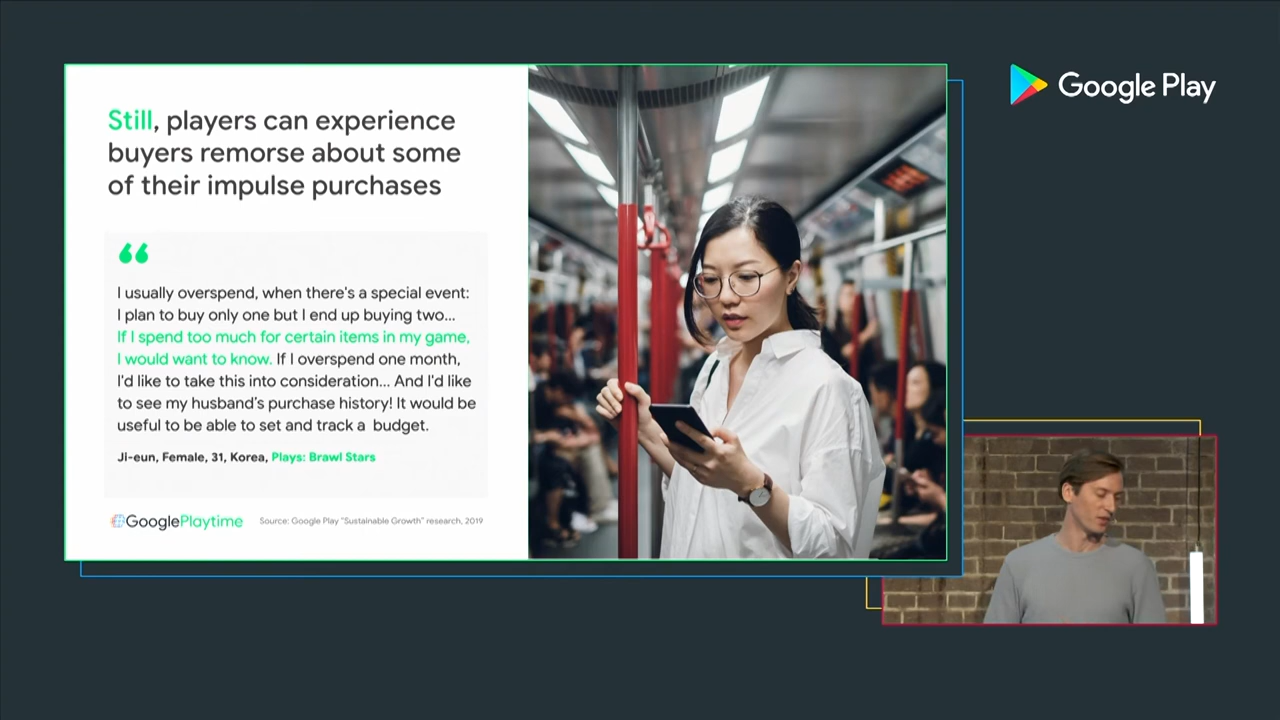 Google Play
Still, players can experience
buyers remorse about some
of their impulse purchases
I usually overspend, when there's a special event:
I plan to buy only one but I end up buying two...
If I spend too much for certain items in my game,
I would want to know. If I overspend one month,
I'd like to take this into consideration... And I'd like
to see my husband's purchase history! It would be
useful to be able to set and track a budget.
Ji-eun, Female, 31, Korea, Plays: Brawl Stars
GooglePlaytime
Source: Google Play "Sustainable Growth" research, 2019